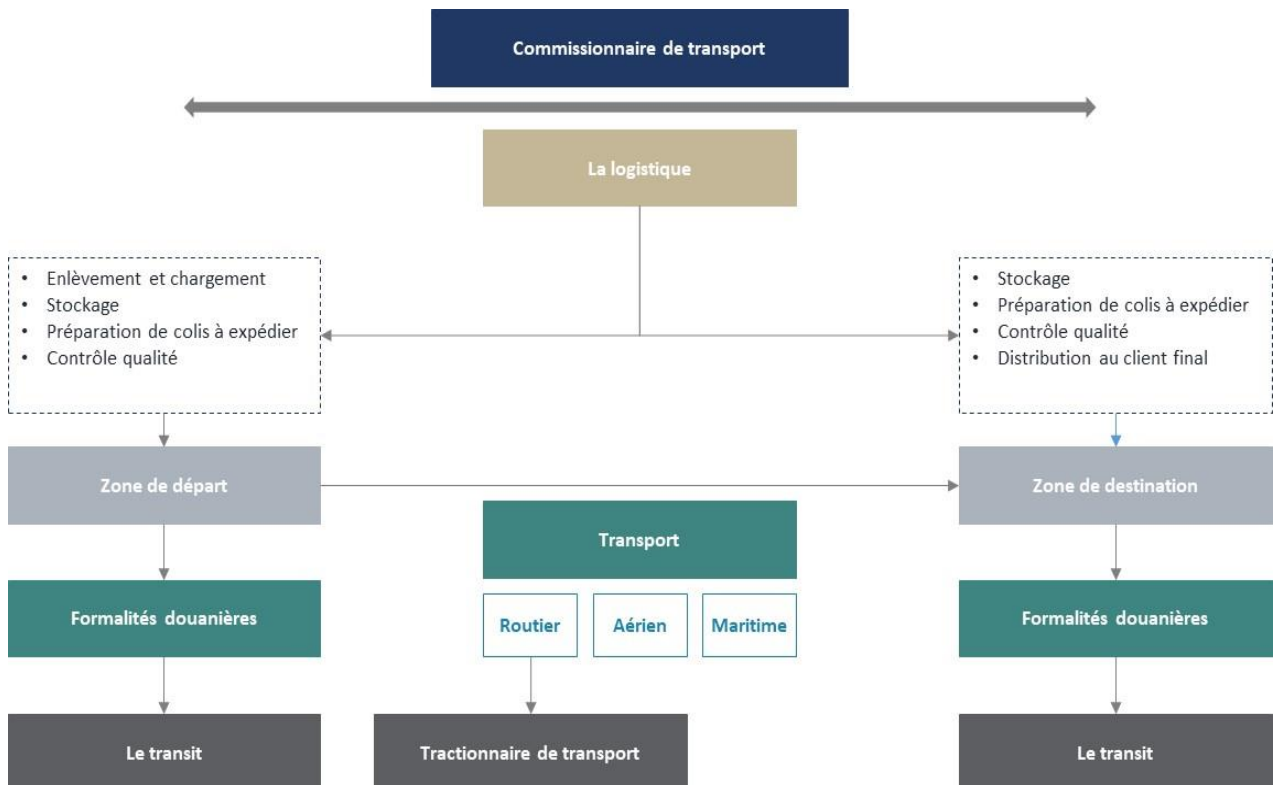 Commissionnaire de transport
La logistique
• Enlèvement et chargement
• Stockage
• Préparation de colis à expédier
• Contrôle qualité
• Stockage
• Préparation de colis à expédier
• Contrôle qualité
• Distribution au client final
Zone de départ
Zone de destination
Transport
Formalités douanières
Routier
Aérien
Maritime
Formalités douanières
Le transit
Tractionnaire de transport
Le transit